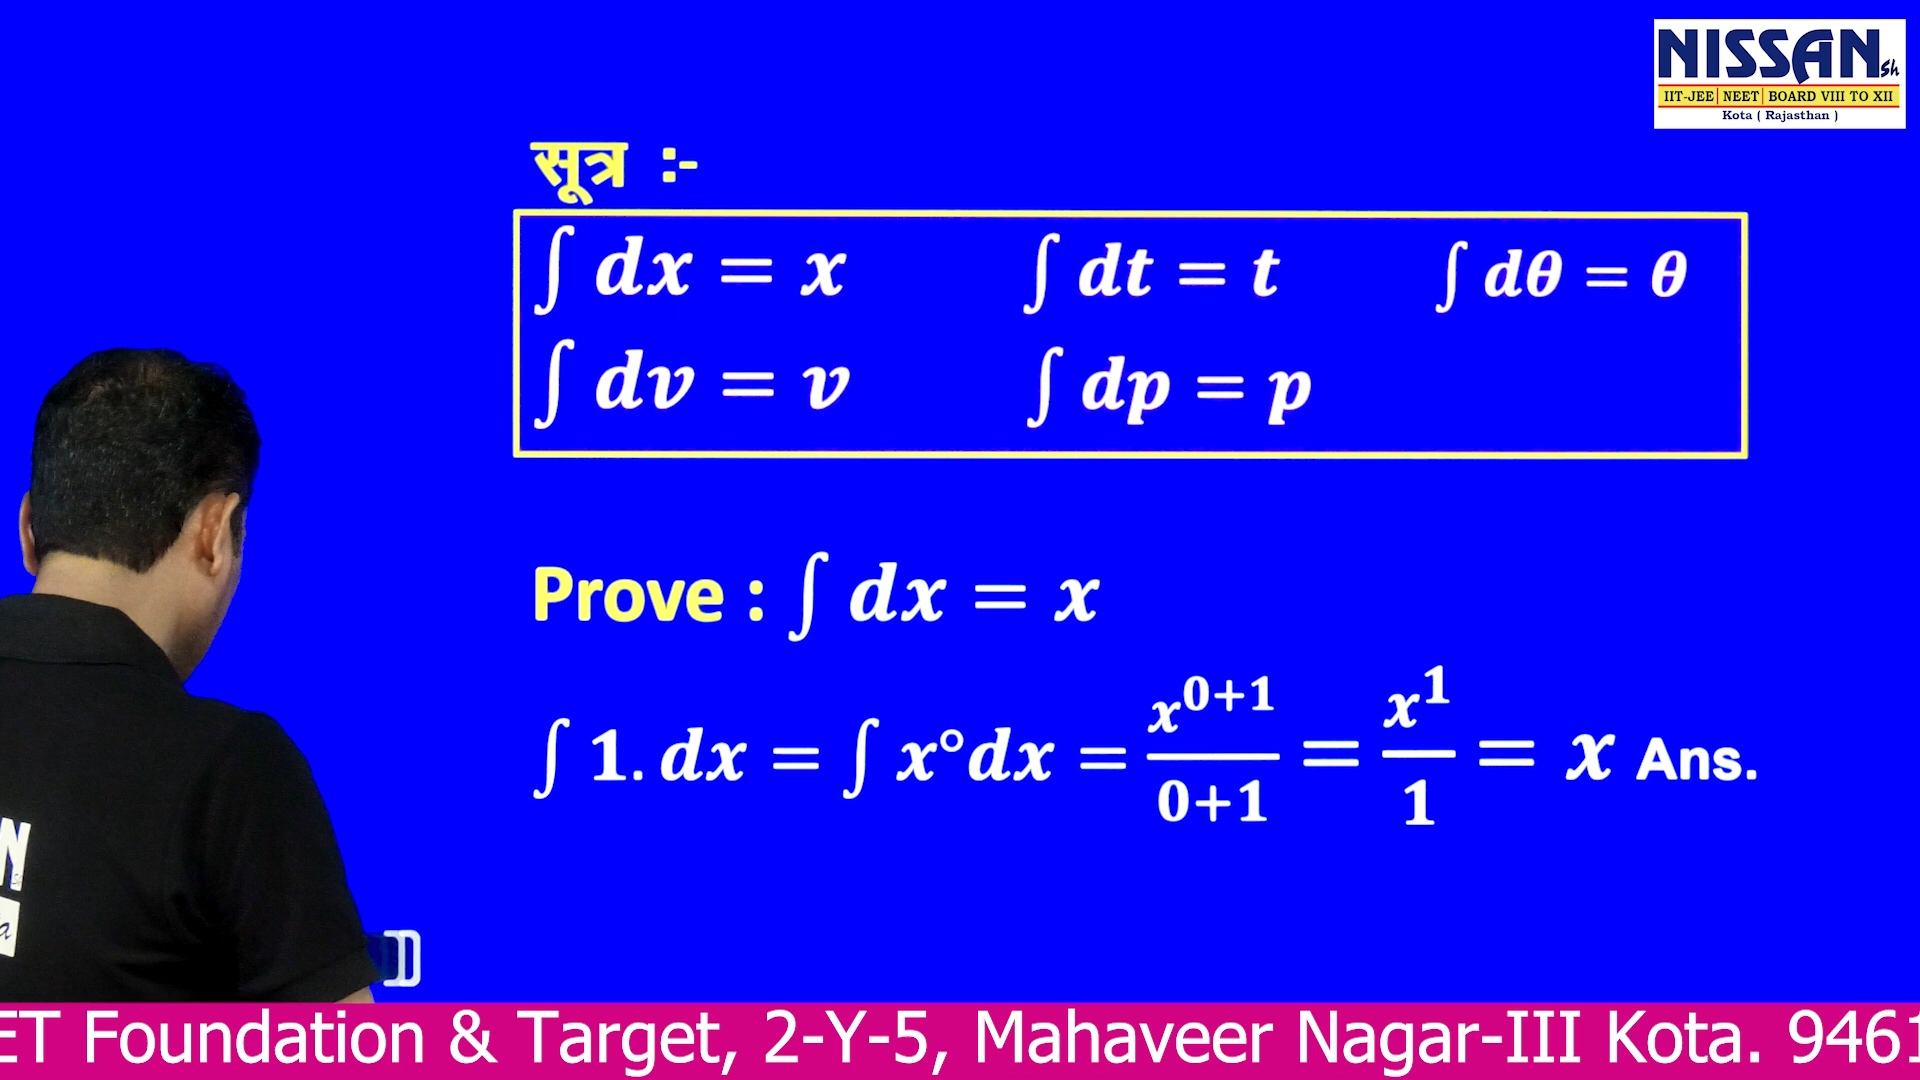 NISSANsh
IIT-JEE | NEET | BOARD VIII TO XII
Kota ( Rajasthan )
सूत्र :-
∫ dx = x ∫ dt = t ∫ dθ = θ
∫ dv = v ∫ dp = p
Prove : ∫ dx = x
∫ 1. dx = ∫ x° dx = x^(0+1)/(0+1) = x^1/1 = x Ans.
N
a
ET Foundation & Target, 2-Y-5, Mahaveer Nagar-III Kota. 9461